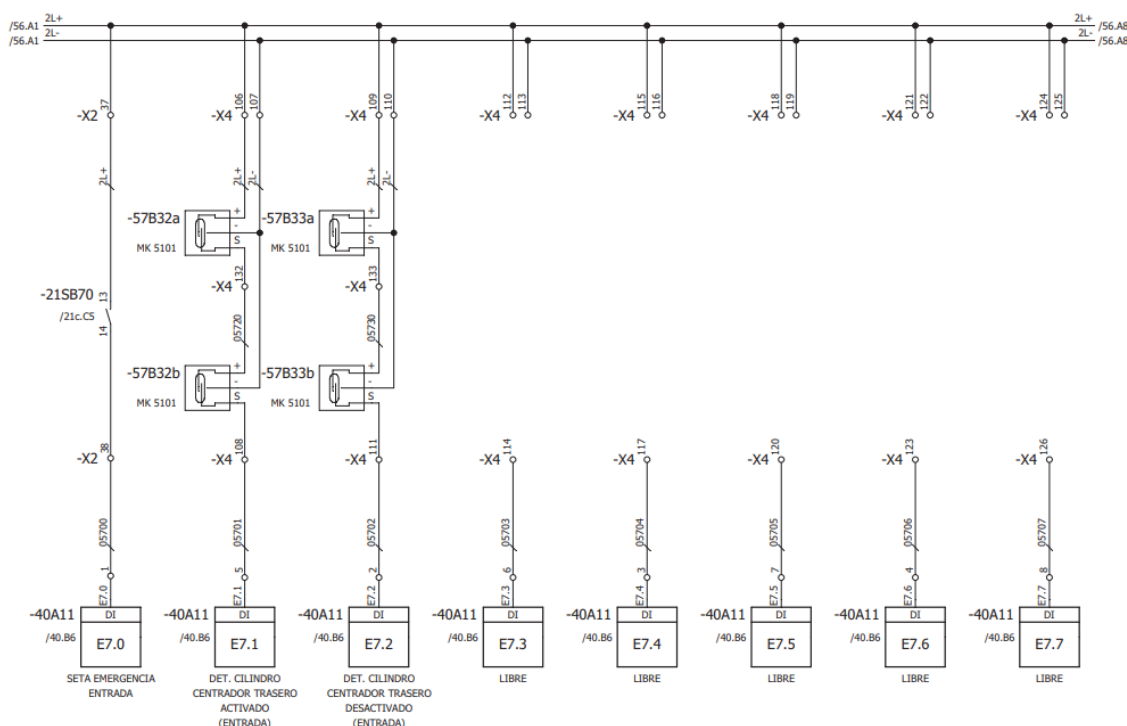 /56.A1 2L+ 2L+ /56.A8
/56.A1 2L- 2L- /56.A8
-X2 37 -X4 106 107 -X4 109 110 -X4 112 113 -X4 115 116 -X4 118 119 -X4 121 122 -X4 124 125
2L+ 2L+ 2L- 2L+ 2L-
-57B32a + - S -57B33a + - S
MK 5101 MK 5101
-X4 132 -X4 133
-21SB70 13
/21c.C5
14
05720 05730
-57B32b + - S -57B33b + - S
MK 5101 MK 5101
-X2 38 -X4 108 -X4 111 -X4 114 -X4 117 -X4 120 -X4 123 -X4 126
05700 05701 05702 05703 05704 05705 05706 05707
1 5 2 6 3 7 4 8
E7.0 E7.1 E7.2 E7.3 E7.4 E7.5 E7.6 E7.7
-40A11 DI -40A11 DI -40A11 DI -40A11 DI -40A11 DI -40A11 DI -40A11 DI -40A11 DI
/40.B6 E7.0 /40.B6 E7.1 /40.B6 E7.2 /40.B6 E7.3 /40.B6 E7.4 /40.B6 E7.5 /40.B6 E7.6 /40.B6 E7.7
SETA EMERGENCIA
ENTRADA
DET. CILINDRO
CENTRADOR TRASERO
ACTIVADO
(ENTRADA)
DET. CILINDRO
CENTRADOR TRASERO
DESACTIVADO
(ENTRADA)
LIBRE
LIBRE
LIBRE
LIBRE
LIBRE